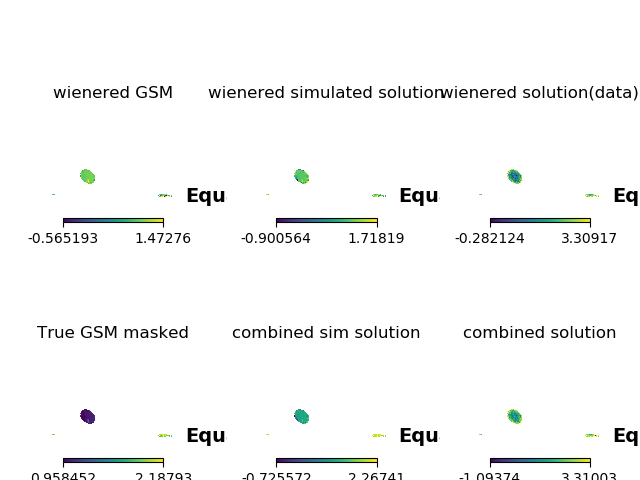 wienered GSM wienered simulated solution wienered solution(data)
Equ Equ Eq
-0.565193 1.47276 -0.900564 1.71819 -0.282124 3.30917
True GSM masked combined sim solution combined solution
Equ Equ Eq
0.958452 2.18793 -0.725572 2.26741 -1.09374 3.31003